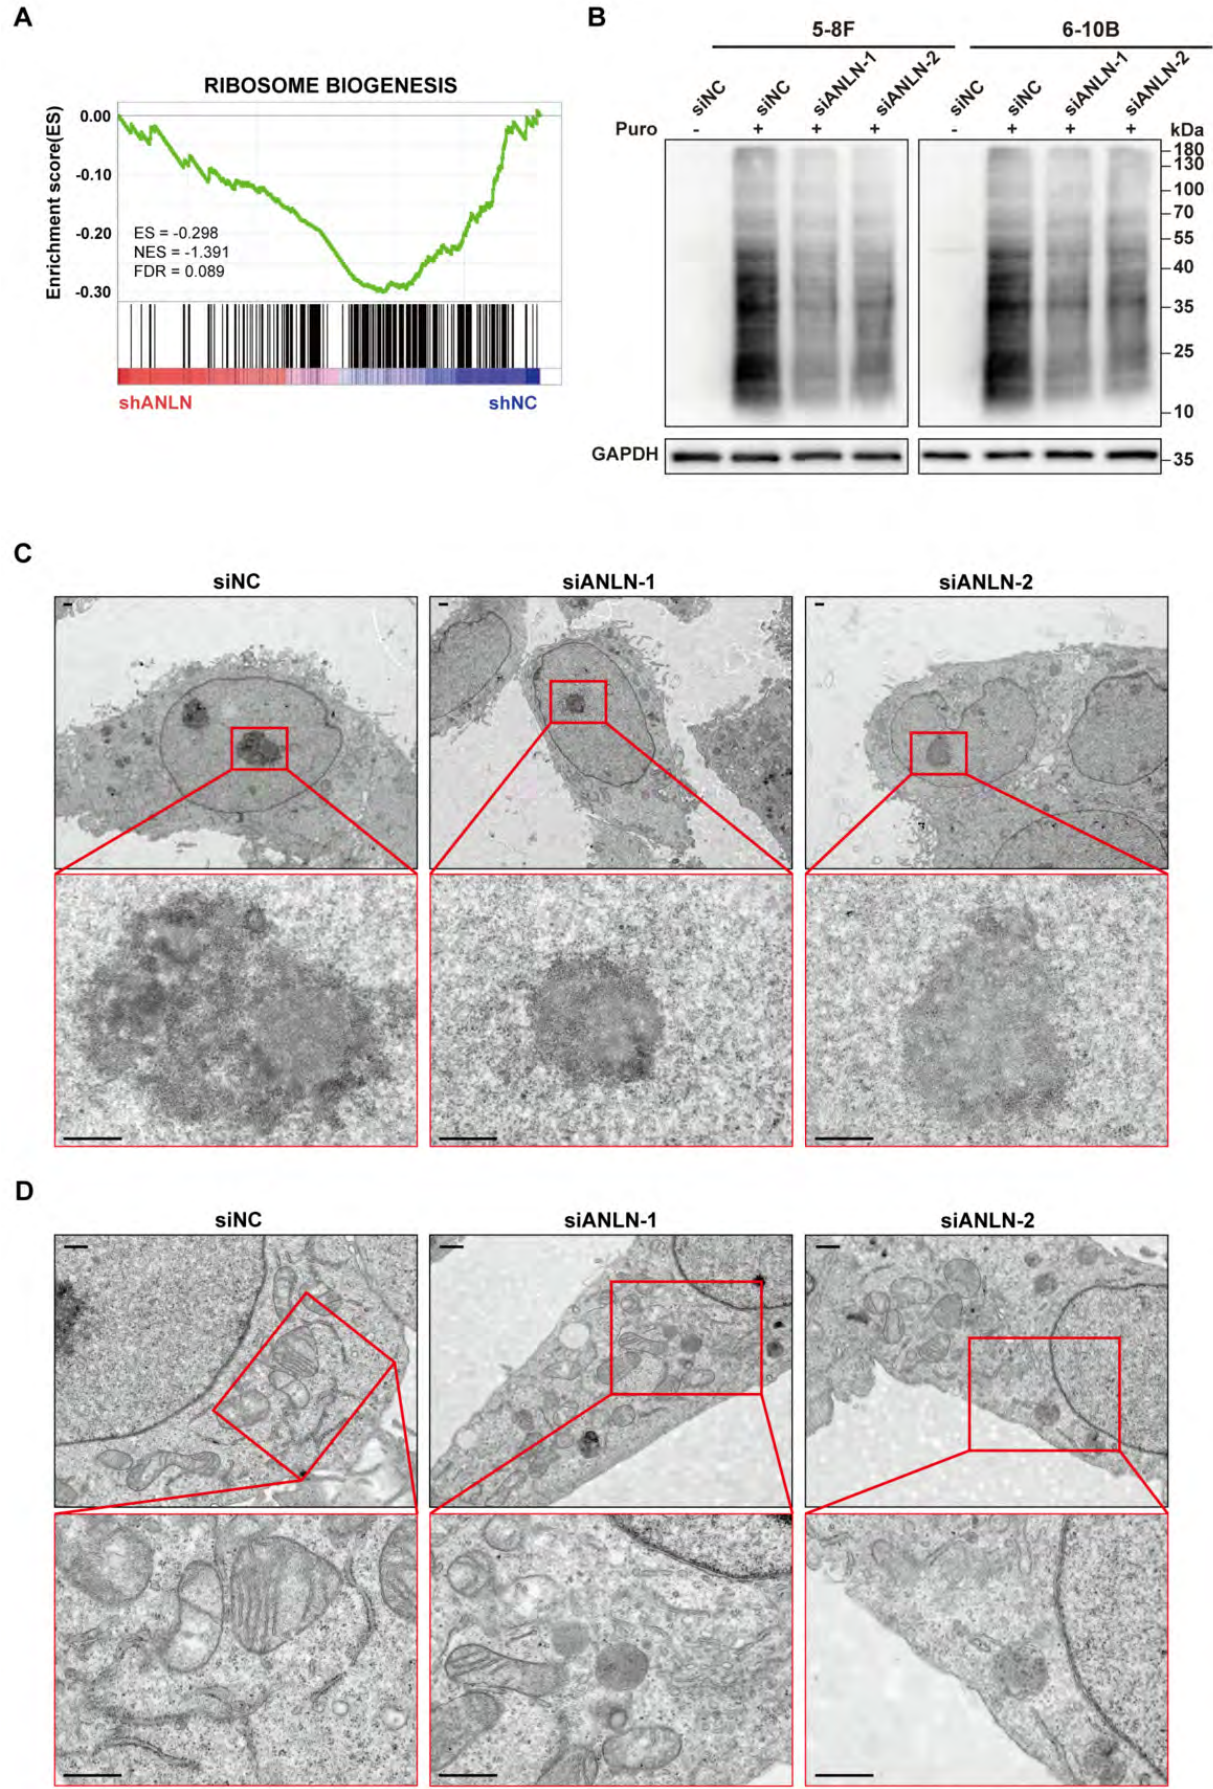 A
RIBOSOME BIOGENESIS
Enrichment score(ES)
0.00
-0.10
-0.20
-0.30
ES = -0.298
NES = -1.391
FDR = 0.089
shANLN
shNC
B
5-8F
6-10B
siNC
siNC
siANLN-1
siANLN-2
siNC
siNC
siANLN-1
siANLN-2
Puro
- + + +
- + + +
kDa
180
130
100
70
55
40
35
25
10
GAPDH
35
C
siNC
siANLN-1
siANLN-2
D
siNC
siANLN-1
siANLN-2